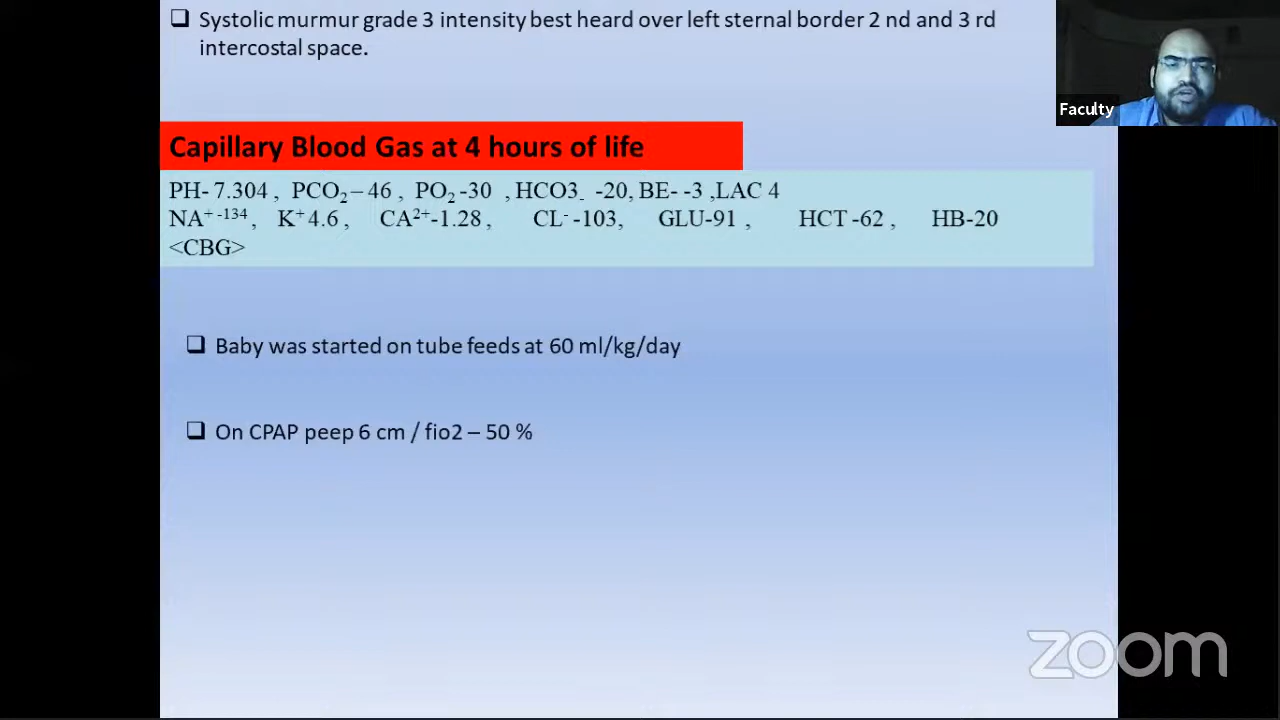 ❑ Systolic murmur grade 3 intensity best heard over left sternal border 2 nd and 3 rd
intercostal space.
Faculty
Capillary Blood Gas at 4 hours of life
PH- 7.304 , PCO₂ – 46 , PO₂ -30 , HCO3- -20, BE- -3 ,LAC 4
NA⁺ ⁻¹³⁴ , K⁺ 4.6 , CA²⁺-1.28 , CL⁻ -103, GLU-91 , HCT -62 , HB-20
<CBG>
❑ Baby was started on tube feeds at 60 ml/kg/day
❑ On CPAP peep 6 cm / fio2 – 50 %
zoom